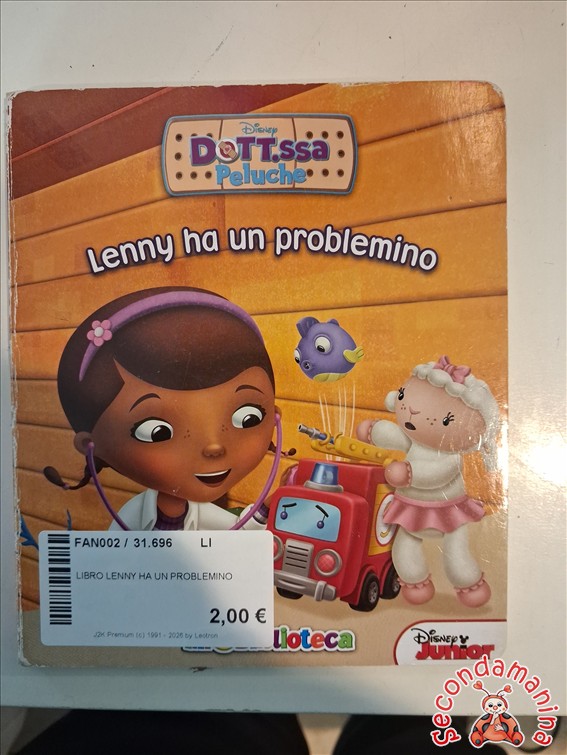 Disney
DOTT.ssa
Peluche
Lenny ha un problemino
FAN002 / 31.696 LI
LIBRO LENNY HA UN PROBLEMINO
2,00 €
J2K Premium (c) 1991 - 2026 by Leotron
Disney
Junior
Secondamanina